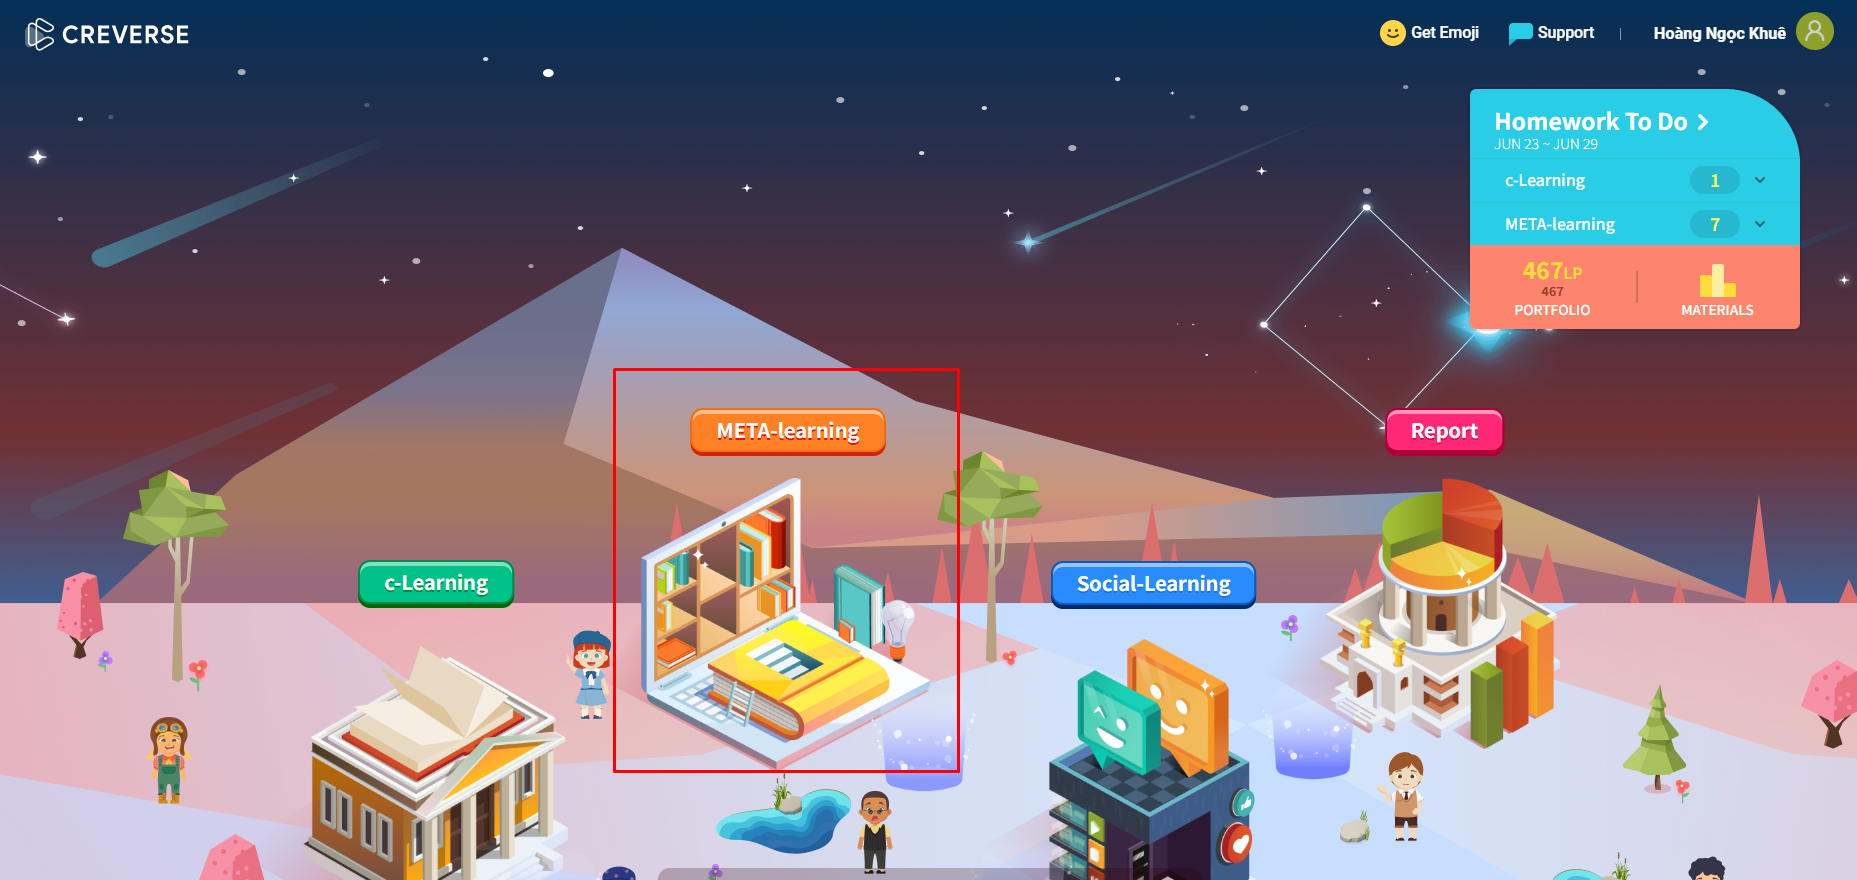 CREVERSE
Get Emoji
Support
Hoàng Ngọc Khuê
Homework To Do
JUN 23 ~ JUN 29
c-Learning
1
META-learning
7
467LP
467
PORTFOLIO
MATERIALS
META-learning
Report
c-Learning
Social-Learning